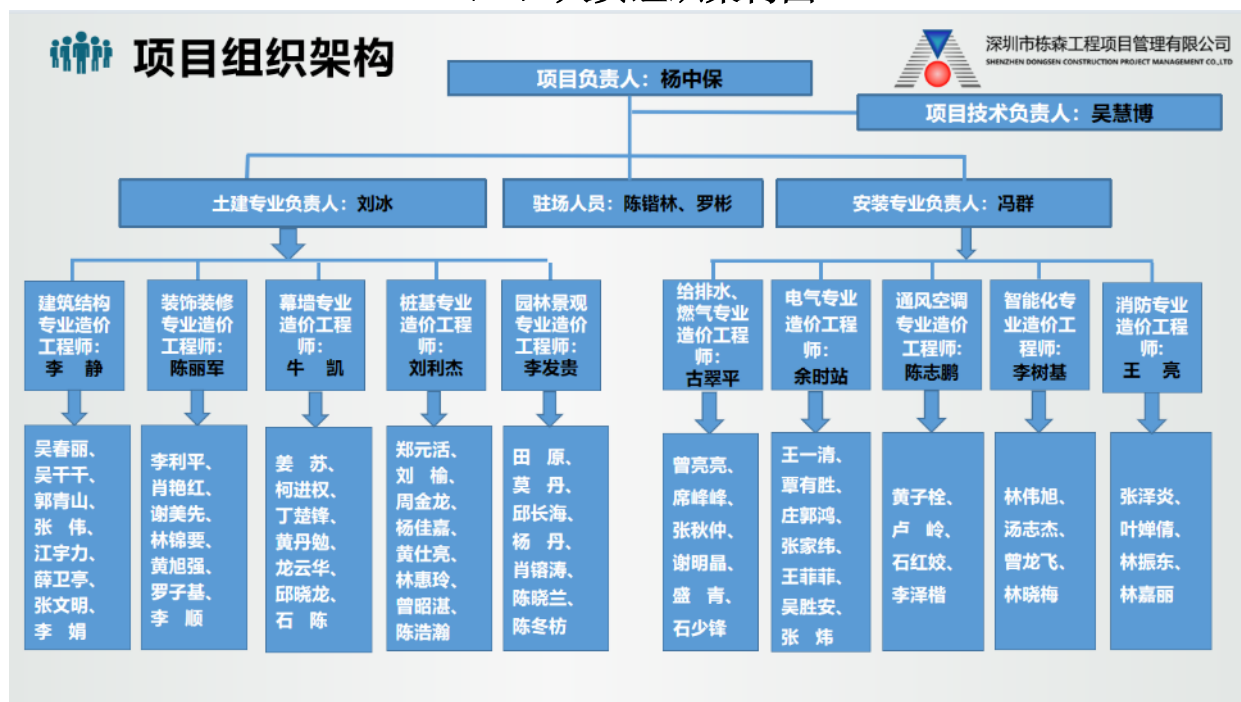 项目组织架构
深圳市栋森工程项目管理有限公司
SHENZHEN DONGSEN CONSTRUCTION PROJECT MANAGEMENT CO.,LTD
项目负责人：杨中保
项目技术负责人：吴慧博
土建专业负责人：刘冰
驻场人员：陈锴林、罗彬
安装专业负责人：冯群
建筑结构
专业造价
工程师：
李 静
装饰装修
专业造价
工程师：
陈丽军
幕墙专业
造价工程
师：
牛 凯
桩基专业
造价工程
师：
刘利杰
园林景观
专业造价
工程师：
李发贵
给排水、
燃气专业
造价工程
师：
古翠平
电气专业
造价工程
师：
余时站
通风空调
专业造价
工程师：
陈志鹏
智能化专
业造价工
程师：
李树基
消防专业
造价工程
师：
王 亮
吴春丽、
吴干干、
郭青山、
张 伟、
江宇力、
薛卫亭、
张文明、
李 娟
李利平、
肖艳红、
谢美先、
林锦要、
黄旭强、
罗子基、
李 顺
姜 苏、
柯进权、
丁楚锋、
黄丹勉、
龙云华、
邱晓龙、
石 陈
郑元活、
刘 榆、
周金龙、
杨佳嘉、
黄仕亮、
林惠玲、
曾昭湛、
陈浩瀚
田 原、
莫 丹、
邱长海、
杨 丹、
肖镕涛、
陈晓兰、
陈冬枋
曾亮亮、
席峰峰、
张秋仲、
谢明晶、
盛 青、
石少锋
王一清、
覃有胜、
庄郭鸿、
张家纬、
王菲菲、
吴胜安、
张 炜
黄子栓、
卢 岭、
石红姣、
李泽楷
林伟旭、
汤志杰、
曾龙飞、
林晓梅
张泽炎、
叶婵倩、
林振东、
林嘉丽